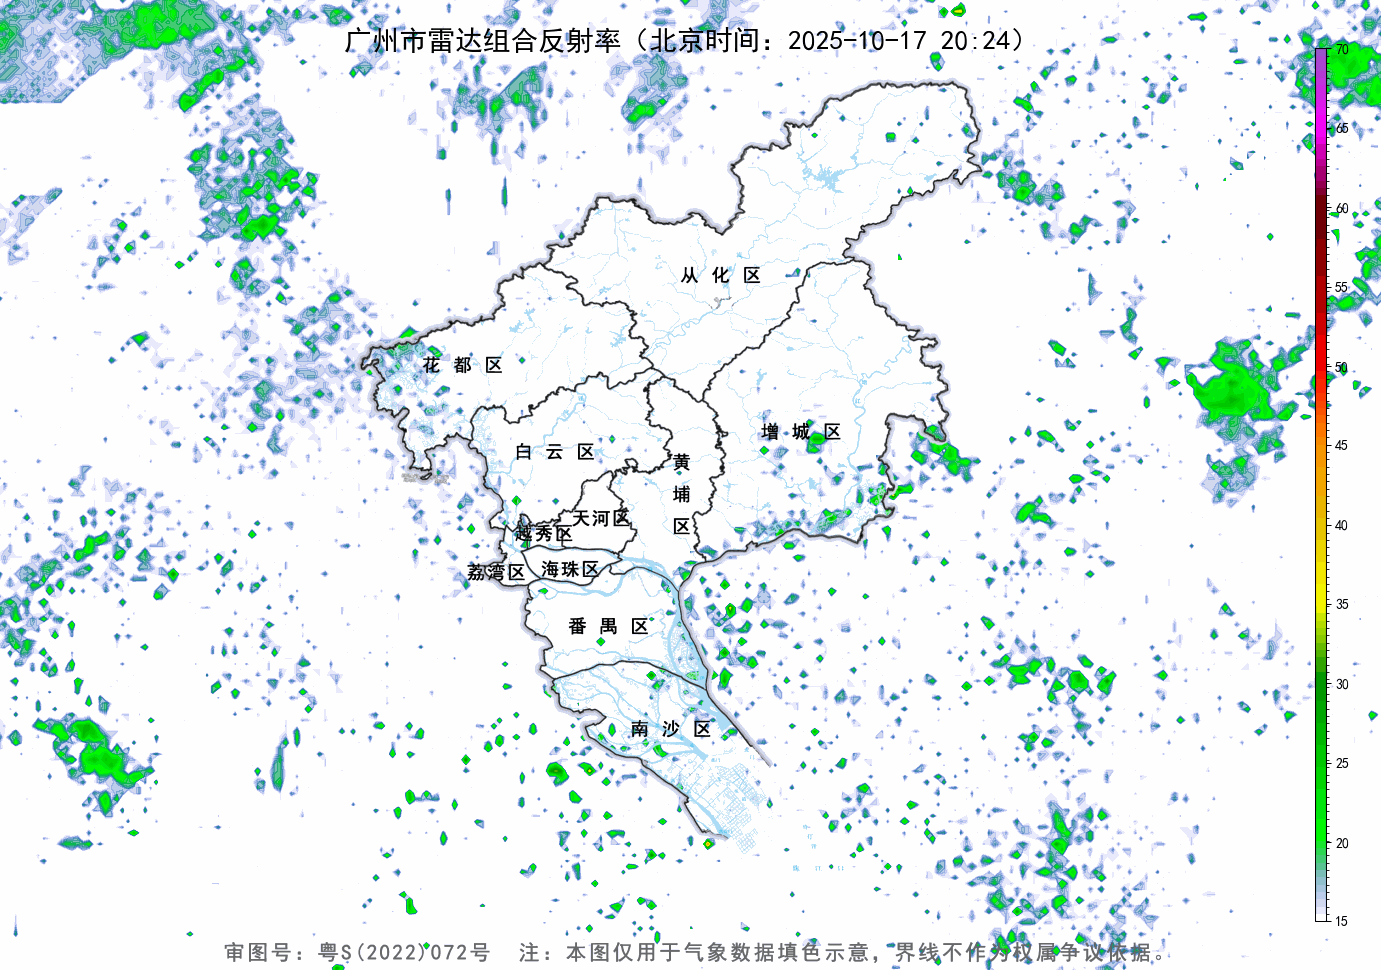 广州市雷达组合反射率（北京时间：2025-10-17 20:24）
70
65
60
55
50
45
40
35
30
25
20
15
从化区
花都区
增城区
白云区
黄埔区
天河区
越秀区
荔湾区
海珠区
番禺区
南沙区
审图号：粤S(2022)072号 注：本图仅用于气象数据填色示意，界线不作为权属争议依据。